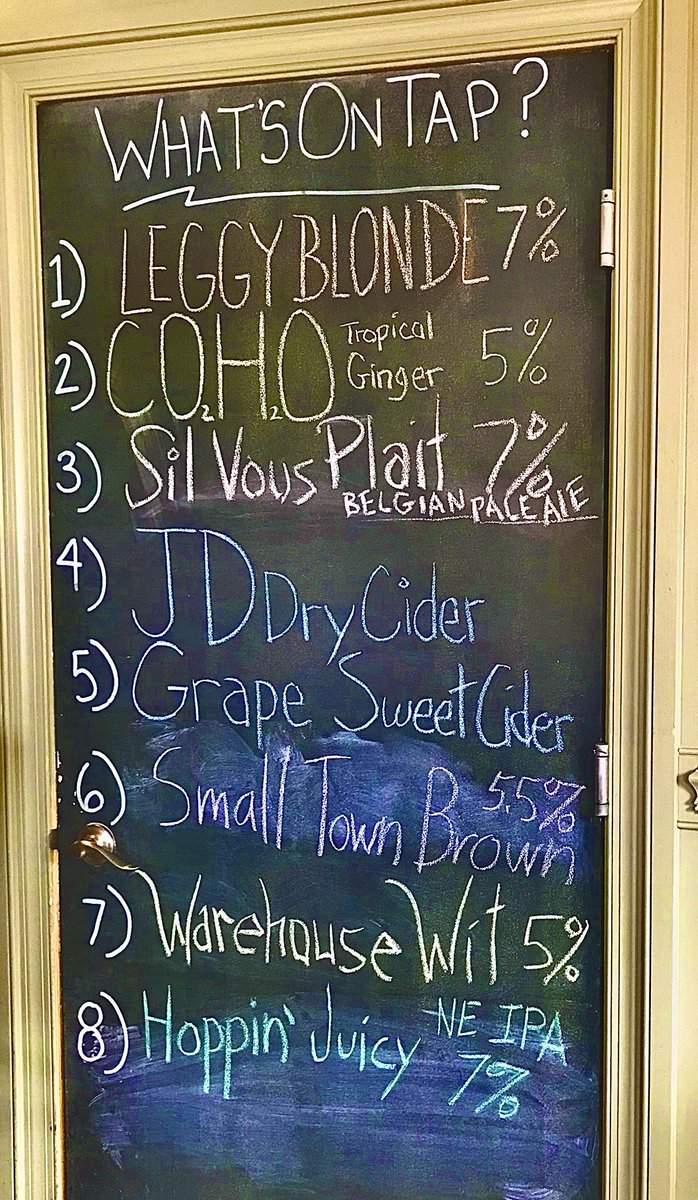 WHAT'S ON TAP?
1) LEGGY BLONDE 7%
2) CO₂H₂O Tropical Ginger 5%
3) Sil Vous Plait 7%
BELGIAN PALE ALE
4) JD Dry Cider
5) Grape Sweet Cider
6) Small Town Brown 5.5%
7) Warehouse Wit 5%
8) Hoppin' Juicy NE IPA
7%